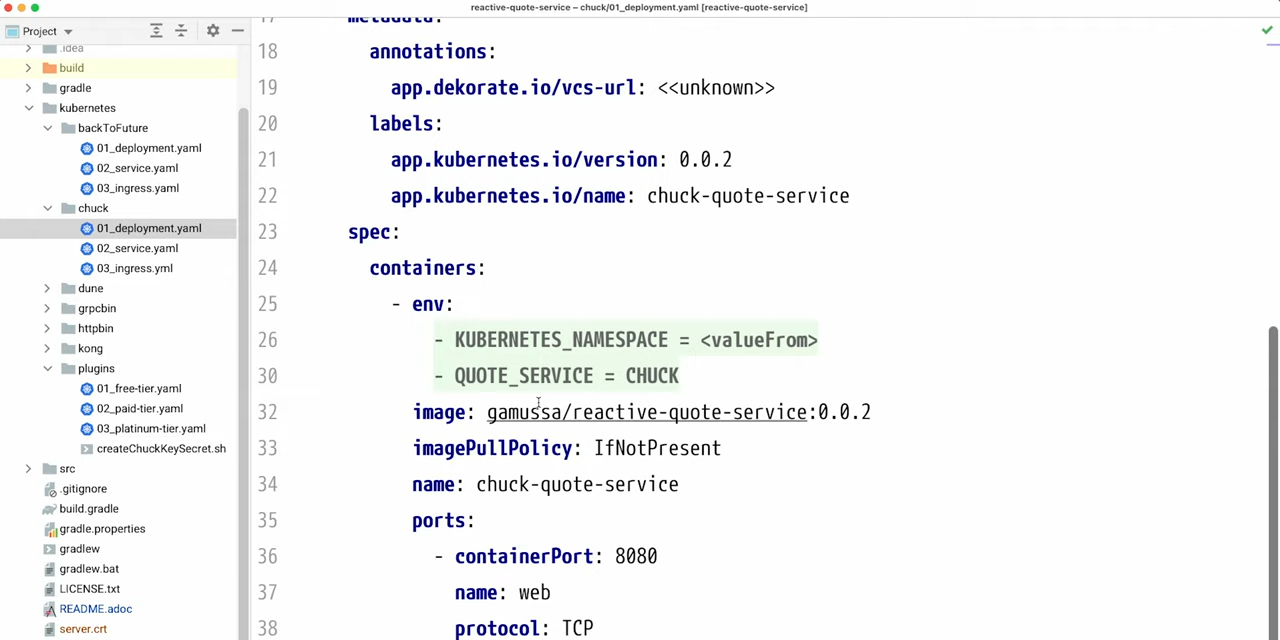 reactive-quote-service – chuck/01_deployment.yaml [reactive-quote-service]
Project
.idea
build
gradle
kubernetes
backToFuture
01_deployment.yaml
02_service.yaml
03_ingress.yaml
chuck
01_deployment.yaml
02_service.yaml
03_ingress.yml
dune
grpcbin
httpbin
kong
plugins
01_free-tier.yaml
02_paid-tier.yaml
03_platinum-tier.yaml
createChuckKeySecret.sh
src
.gitignore
build.gradle
gradle.properties
gradlew
gradlew.bat
LICENSE.txt
README.adoc
server.crt
17 metadata:
18 annotations:
19 app.dekorate.io/vcs-url: <<unknown>>
20 labels:
21 app.kubernetes.io/version: 0.0.2
22 app.kubernetes.io/name: chuck-quote-service
23 spec:
24 containers:
25 - env:
26 - KUBERNETES_NAMESPACE = <valueFrom>
30 - QUOTE_SERVICE = CHUCK
32 image: gamussa/reactive-quote-service:0.0.2
33 imagePullPolicy: IfNotPresent
34 name: chuck-quote-service
35 ports:
36 - containerPort: 8080
37 name: web
38 protocol: TCP